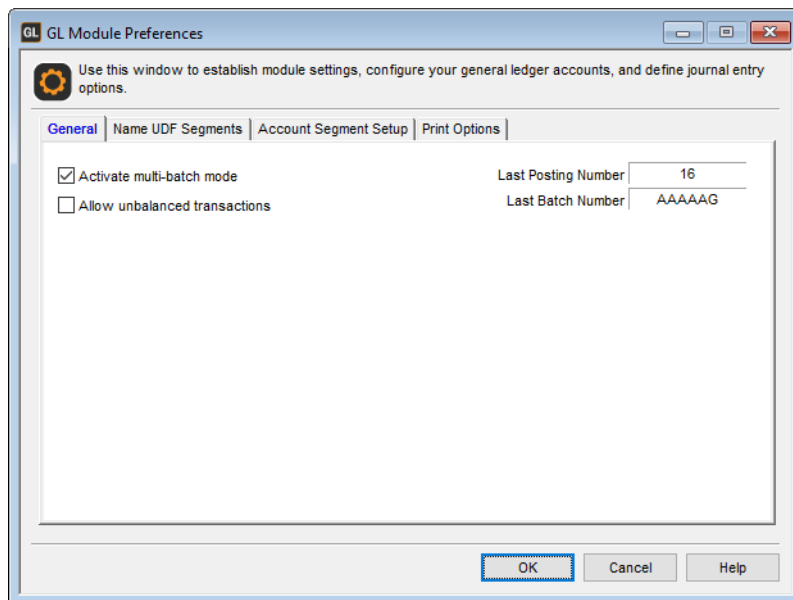 GL GL Module Preferences
Use this window to establish module settings, configure your general ledger accounts, and define journal entry
options.
General Name UDF Segments Account Segment Setup Print Options
Activate multi-batch mode Last Posting Number 16
Allow unbalanced transactions Last Batch Number AAAAAG
OK Cancel Help